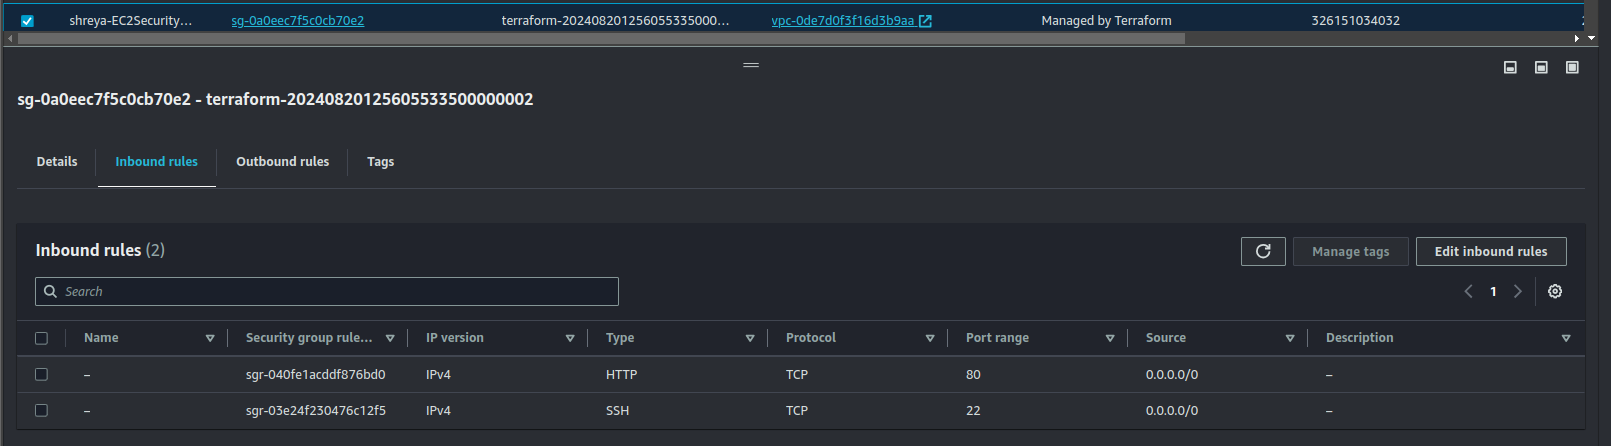 shreya-EC2Security... sg-0a0eec7f5c0cb70e2 terraform-202408201256055335000... vpc-0de7d0f3f16d3b9aa Managed by Terraform 326151034032
sg-0a0eec7f5c0cb70e2 - terraform-20240820125605533500000002
Details Inbound rules Outbound rules Tags
Inbound rules (2) Manage tags Edit inbound rules
Search 1
Name Security group rule... IP version Type Protocol Port range Source Description
– sgr-040fe1acddf876bd0 IPv4 HTTP TCP 80 0.0.0.0/0 –
– sgr-03e24f230476c12f5 IPv4 SSH TCP 22 0.0.0.0/0 –